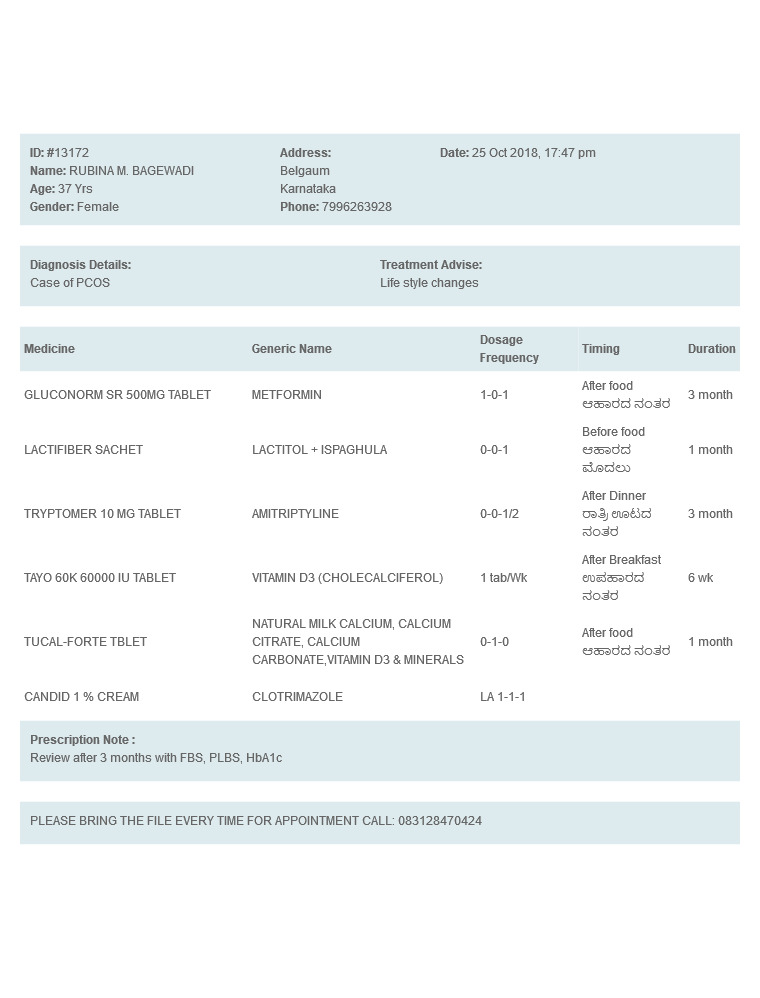 ID: #13172
Name: RUBINA M. BAGEWADI
Age: 37 Yrs
Gender: Female
Address:
Belgaum
Karnataka
Phone: 7996263928
Date: 25 Oct 2018, 17:47 pm
Diagnosis Details:
Case of PCOS
Treatment Advise:
Life style changes
Medicine Generic Name Dosage Frequency Timing Duration
GLUCONORM SR 500MG TABLET METFORMIN 1-0-1 After food 3 month
ಆಹಾರದ ನಂತರ
LACTIFIBER SACHET LACTITOL + ISPAGHULA 0-0-1 Before food 1 month
ಆಹಾರದ
ಮೊದಲು
TRYPTOMER 10 MG TABLET AMITRIPTYLINE 0-0-1/2 After Dinner 3 month
ರಾತ್ರಿ ಊಟದ
ನಂತರ
TAYO 60K 60000 IU TABLET VITAMIN D3 (CHOLECALCIFEROL) 1 tab/Wk After Breakfast 6 wk
ಉಪಹಾರದ
ನಂತರ
TUCAL-FORTE TBLET NATURAL MILK CALCIUM, CALCIUM
CITRATE, CALCIUM
CARBONATE,VITAMIN D3 & MINERALS 0-1-0 After food 1 month
ಆಹಾರದ ನಂತರ
CANDID 1 % CREAM CLOTRIMAZOLE LA 1-1-1
Prescription Note :
Review after 3 months with FBS, PLBS, HbA1c
PLEASE BRING THE FILE EVERY TIME FOR APPOINTMENT CALL: 083128470424